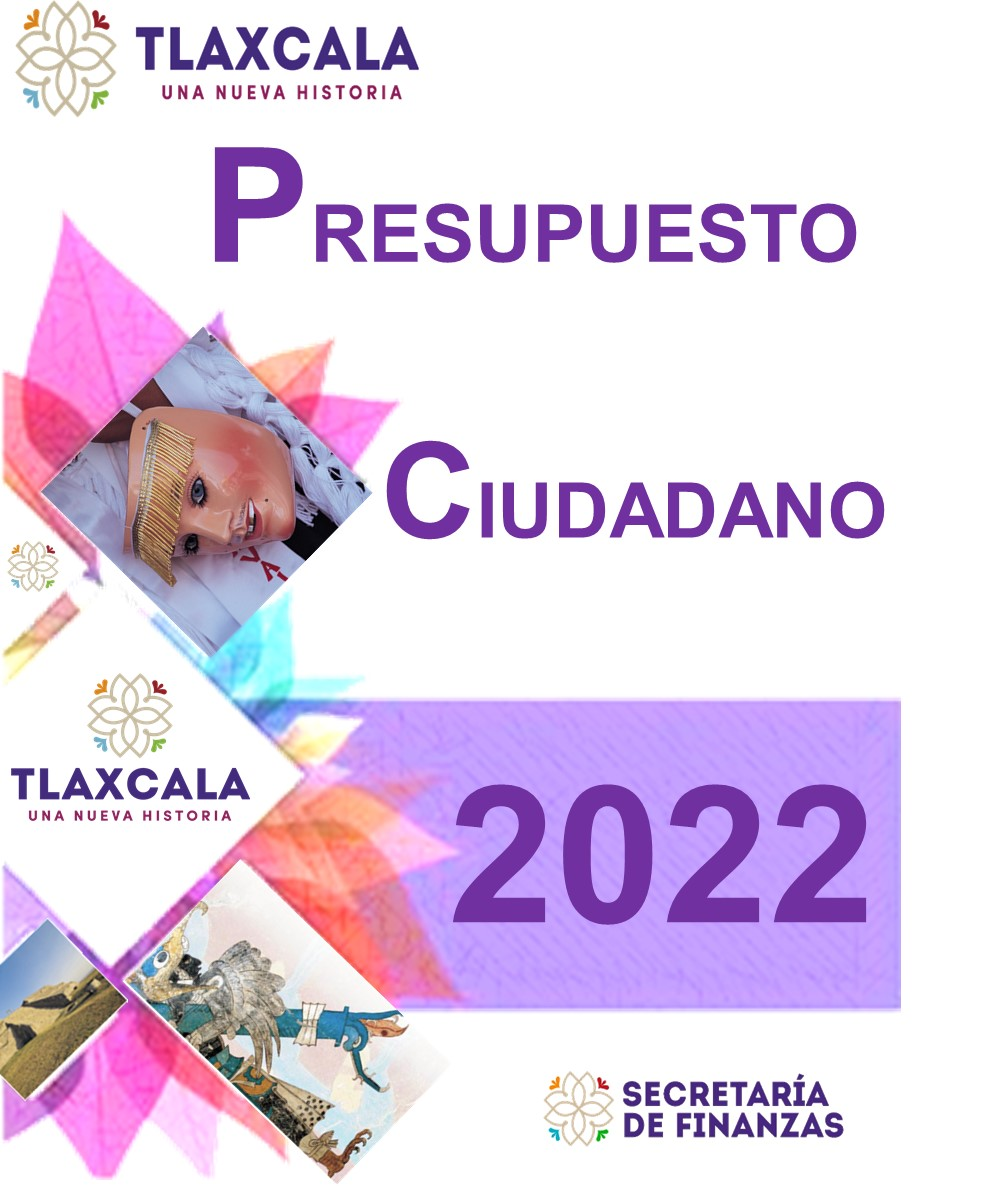 TLAXCALA
UNA NUEVA HISTORIA
PRESUPUESTO
CIUDADANO
TLAXCALA
UNA NUEVA HISTORIA
2022
SECRETARÍA
DE FINANZAS